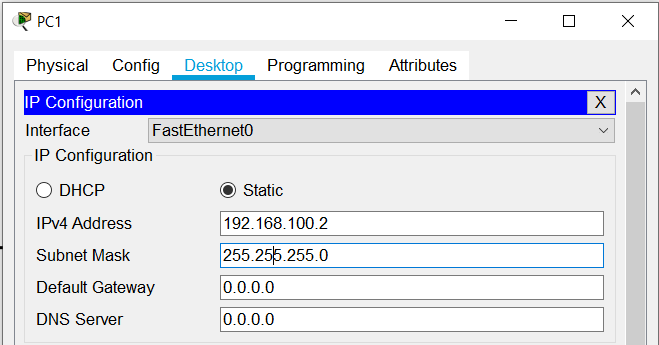 PC1
Physical Config Desktop Programming Attributes
IP Configuration X
Interface FastEthernet0
IP Configuration
DHCP Static
IPv4 Address 192.168.100.2
Subnet Mask 255.255.255.0
Default Gateway 0.0.0.0
DNS Server 0.0.0.0